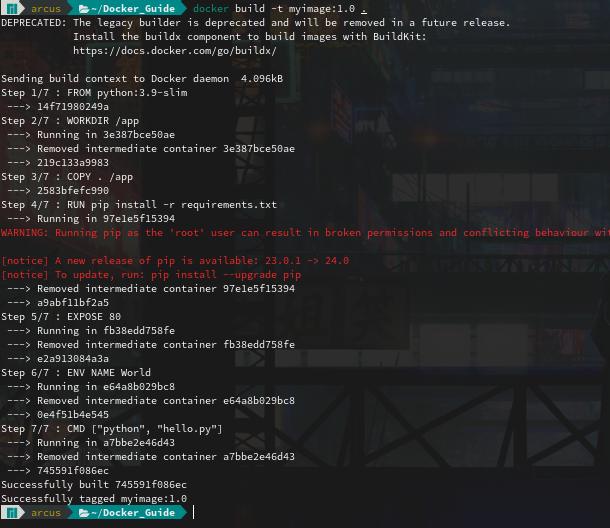 arcus ~/Docker_Guide docker build -t myimage:1.0 .
DEPRECATED: The legacy builder is deprecated and will be removed in a future release.
Install the buildx component to build images with BuildKit:
https://docs.docker.com/go/buildx/
Sending build context to Docker daemon 4.096kB
Step 1/7 : FROM python:3.9-slim
---> 14f71980249a
Step 2/7 : WORKDIR /app
---> Running in 3e387bce50ae
---> Removed intermediate container 3e387bce50ae
---> 219c133a9983
Step 3/7 : COPY . /app
---> 2583bfefc990
Step 4/7 : RUN pip install -r requirements.txt
---> Running in 97e1e5f15394
WARNING: Running pip as the 'root' user can result in broken permissions and conflicting behaviour wi
[notice] A new release of pip is available: 23.0.1 -> 24.0
[notice] To update, run: pip install --upgrade pip
---> Removed intermediate container 97e1e5f15394
---> a9abf11bf2a5
Step 5/7 : EXPOSE 80
---> Running in fb38edd758fe
---> Removed intermediate container fb38edd758fe
---> e2a913084a3a
Step 6/7 : ENV NAME World
---> Running in e64a8b029bc8
---> Removed intermediate container e64a8b029bc8
---> 0e4f51b4e545
Step 7/7 : CMD ["python", "hello.py"]
---> Running in a7bbe2e46d43
---> Removed intermediate container a7bbe2e46d43
---> 745591f086ec
Successfully built 745591f086ec
Successfully tagged myimage:1.0
arcus ~/Docker_Guide